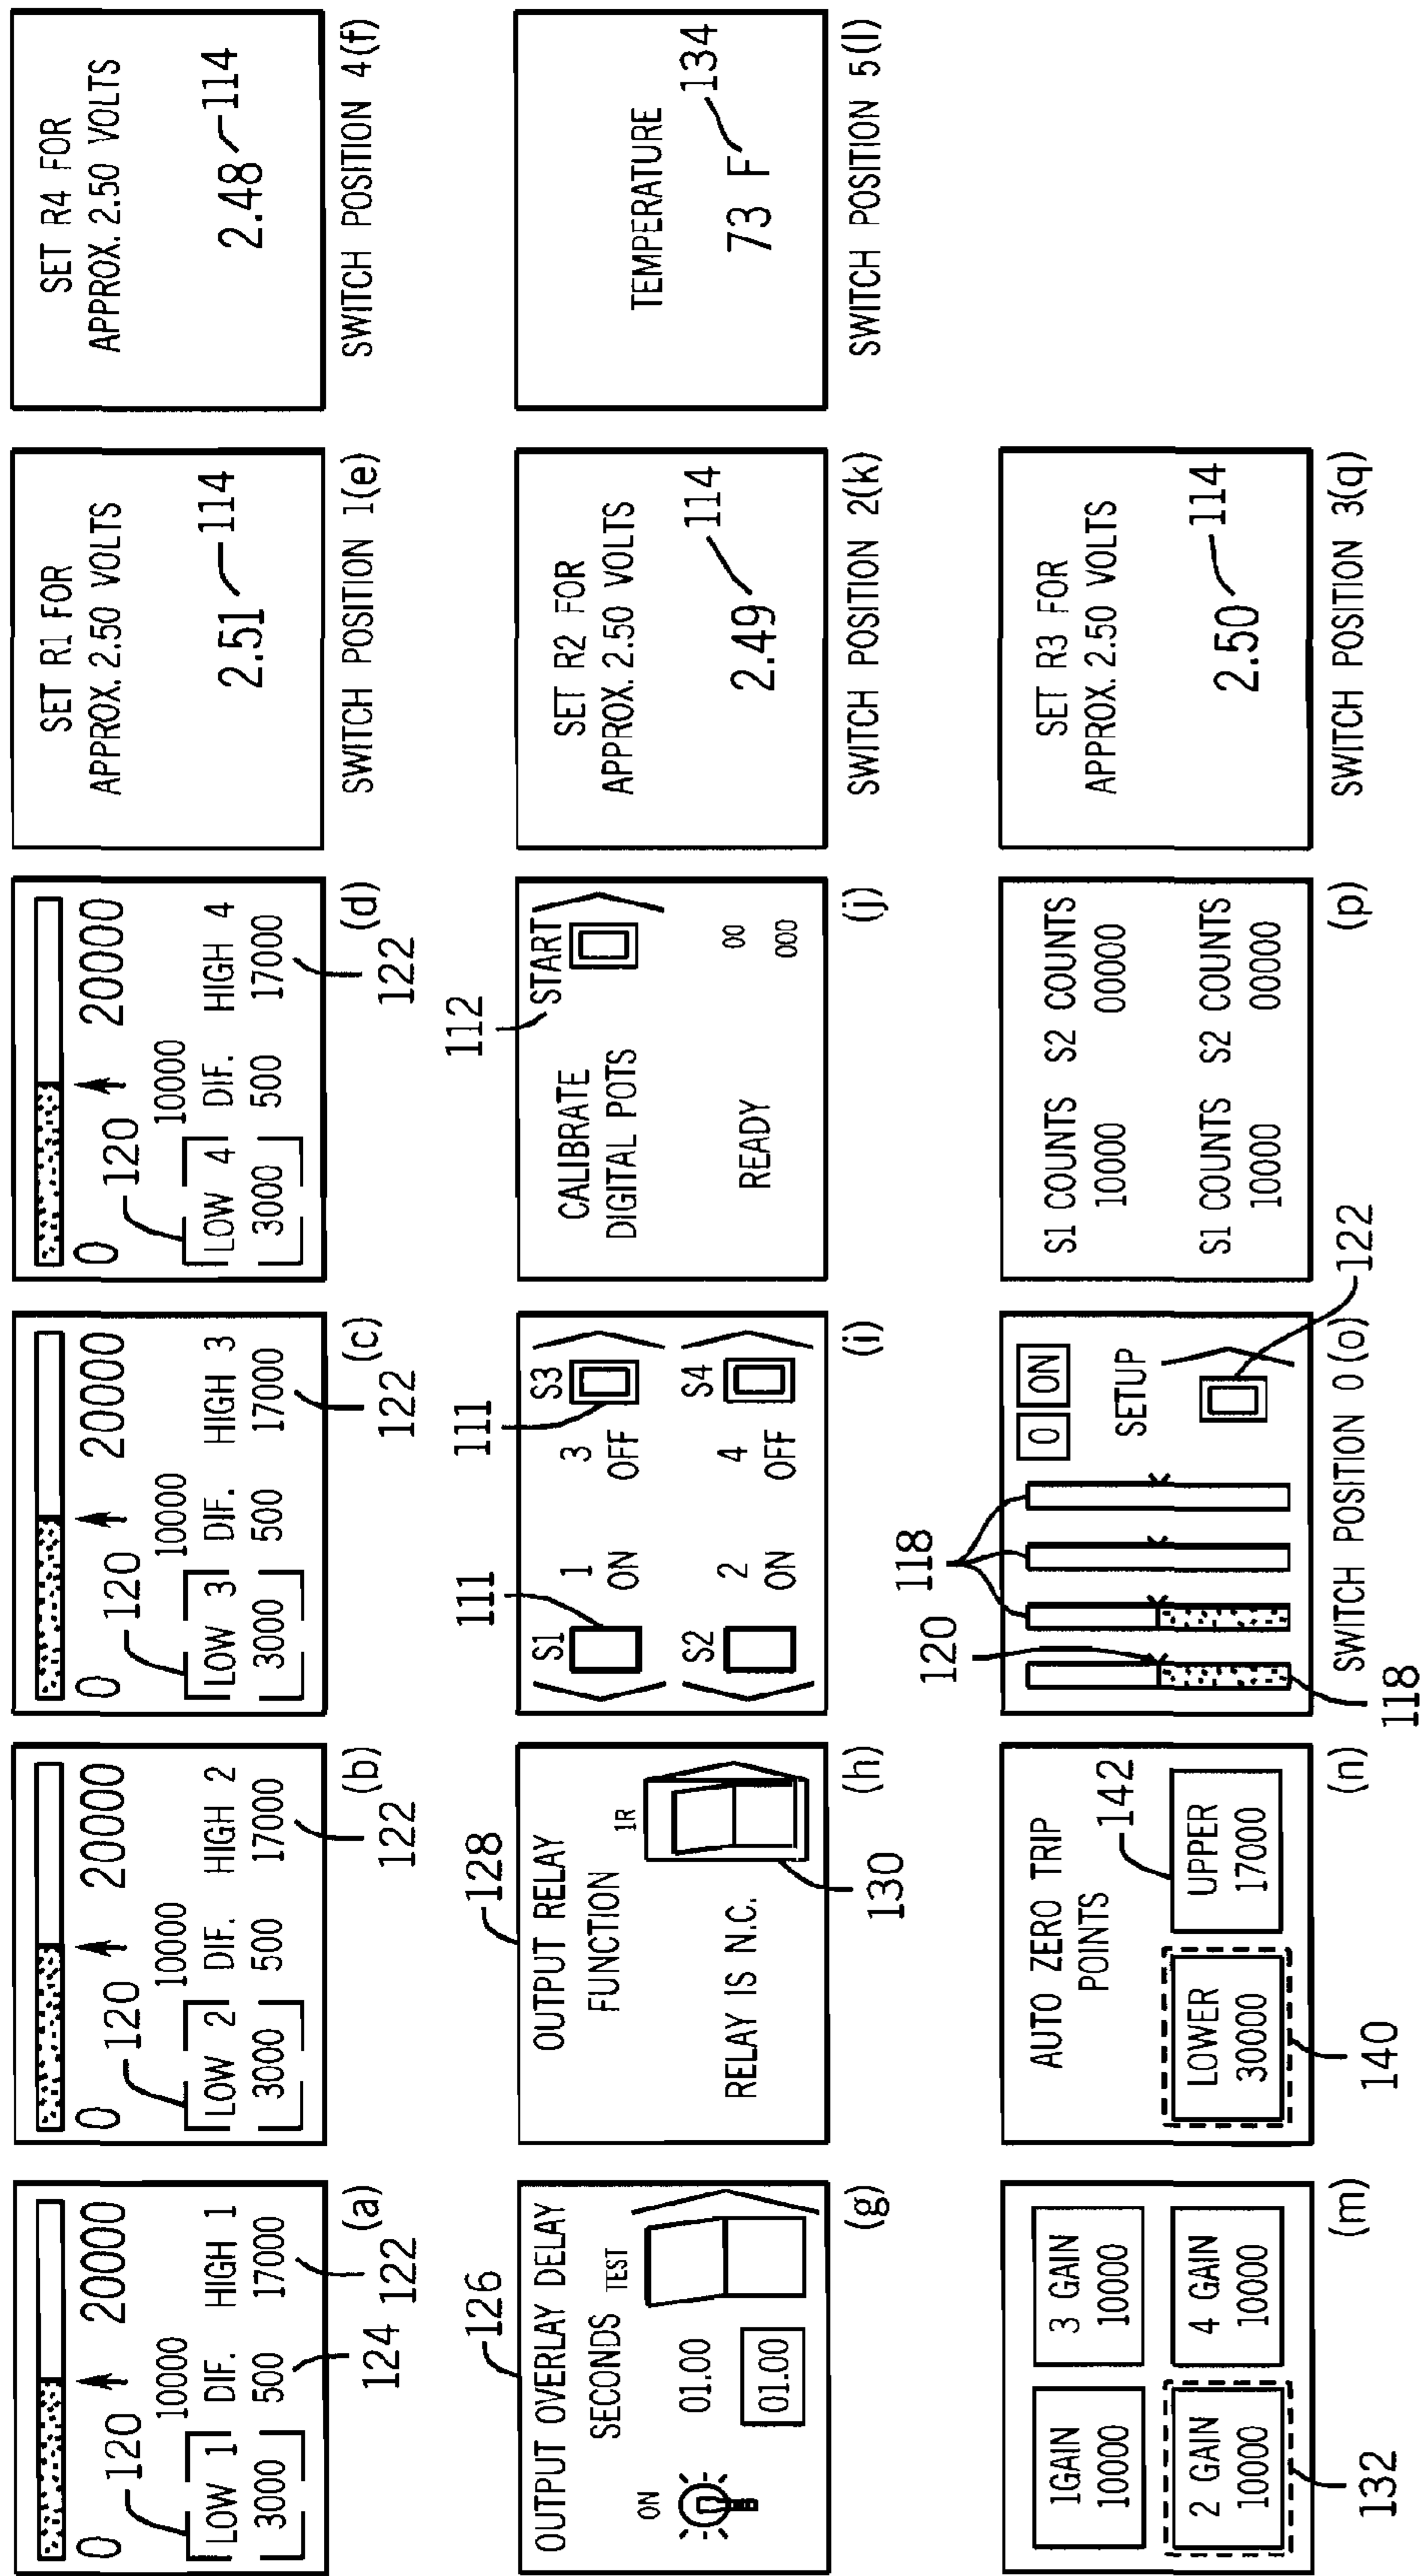 0 20000
120 10000
LOW 1 DIF. HIGH 1
3000 500 17000
(a)
124 122
0 20000
120 10000
LOW 2 DIF. HIGH 2
3000 500 17000
(b)
122
0 20000
120 10000
LOW 3 DIF. HIGH 3
3000 500 17000
(c)
122
0 20000
120 10000
LOW 4 DIF. HIGH 4
3000 500 17000
(d)
122
SET R1 FOR
APPROX. 2.50 VOLTS
2.51 114
SWITCH POSITION 1(e)
SET R4 FOR
APPROX. 2.50 VOLTS
2.48 114
SWITCH POSITION 4(f)
126
OUTPUT OVERLAY DELAY
SECONDS
ON TEST
01.00
01.00
(g)
128
OUTPUT RELAY
FUNCTION
1R
RELAY IS N.C.
(h)
130
111 111
S1 1 3 S3
ON OFF
S2 2 4 S4
ON OFF
(i)
112
START
CALIBRATE
DIGITAL POTS
READY 00
000
(j)
SET R2 FOR
APPROX. 2.50 VOLTS
2.49 114
SWITCH POSITION 2(k)
TEMPERATURE
73 F 134
SWITCH POSITION 5(l)
1GAIN 3 GAIN
10000 10000
2 GAIN 4 GAIN
10000 10000
(m)
132
AUTO ZERO TRIP
POINTS
142
LOWER UPPER
30000 17000
(n)
140
120 118
0 ON
SETUP
SWITCH POSITION 0 (o)
118 122
S1 COUNTS S2 COUNTS
10000 00000
S1 COUNTS S2 COUNTS
10000 00000
(p)
SET R3 FOR
APPROX. 2.50 VOLTS
2.50 114
SWITCH POSITION 3(q)